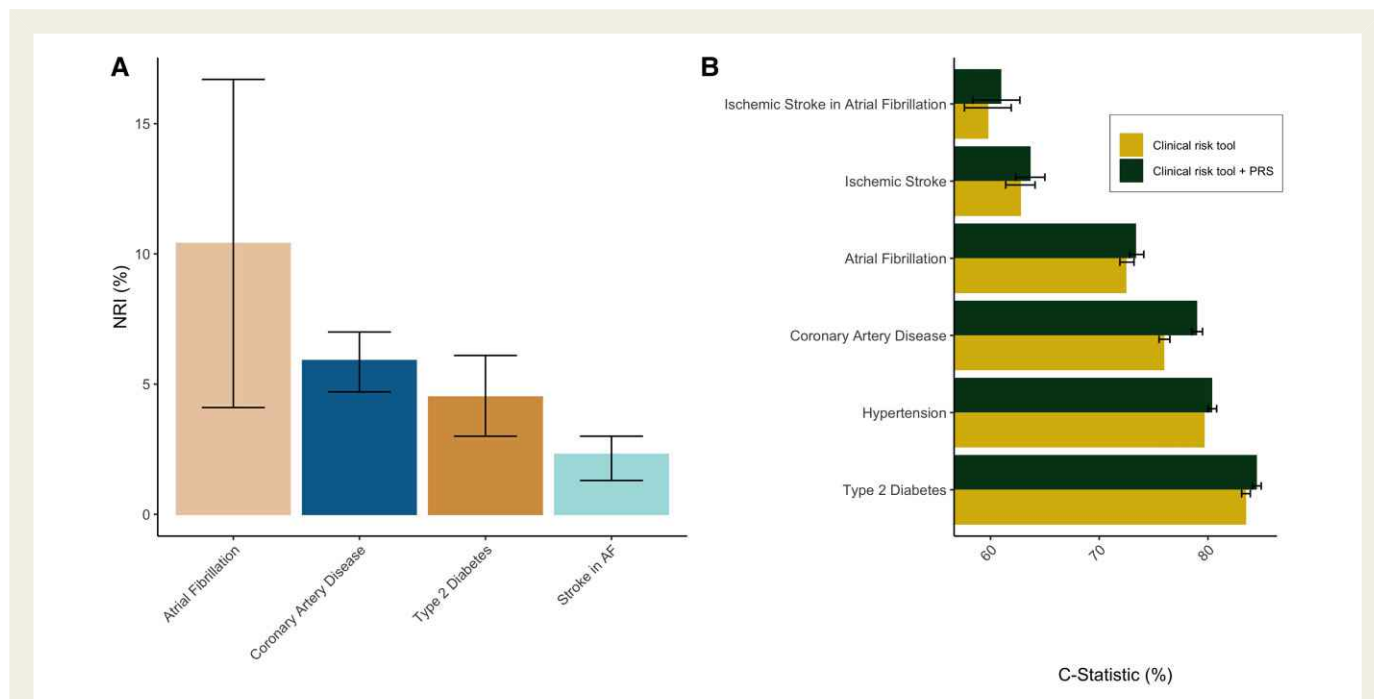 A
NRI (%)
15
10
5
0
Atrial Fibrillation
Coronary Artery Disease
Type 2 Diabetes
Stroke in AF
B
Ischemic Stroke in Atrial Fibrillation
Ischemic Stroke
Atrial Fibrillation
Coronary Artery Disease
Hypertension
Type 2 Diabetes
Clinical risk tool
Clinical risk tool + PRS
60
70
80
C-Statistic (%)